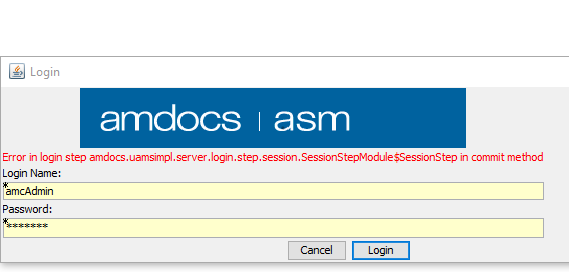 Login
amdocs | asm
Error in login step amdocs.uamsimpl.server.login.step.session.SessionStepModule$SessionStep in commit method
Login Name:
*amcAdmin
Password:
********
Cancel Login